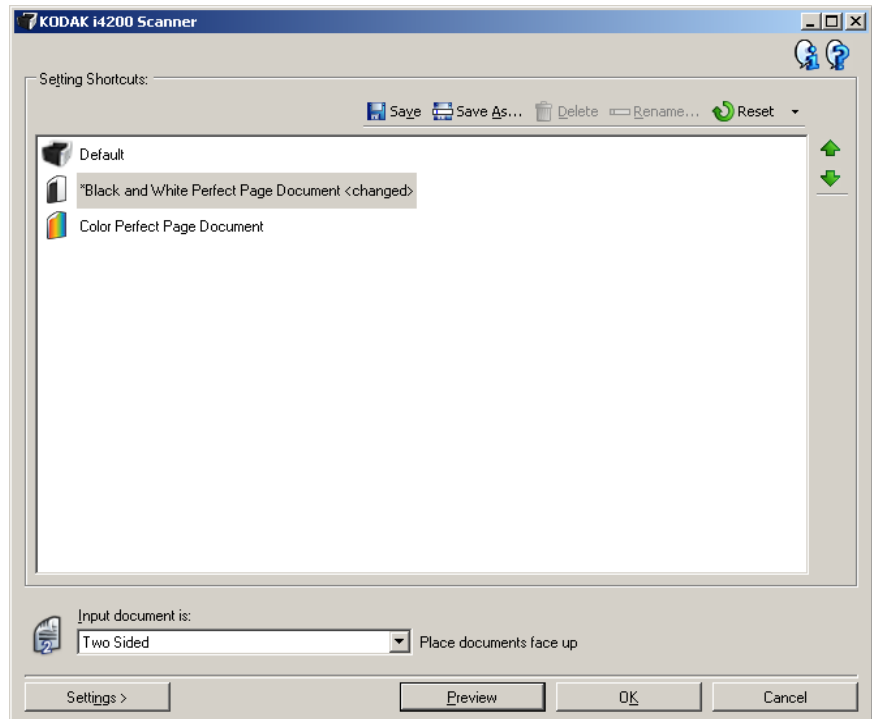 KODAK i4200 Scanner
Setting Shortcuts:
Save Save As... Delete Rename... Reset
Default
*Black and White Perfect Page Document <changed>
Color Perfect Page Document
Input document is:
Two Sided Place documents face up
Settings > Preview OK Cancel